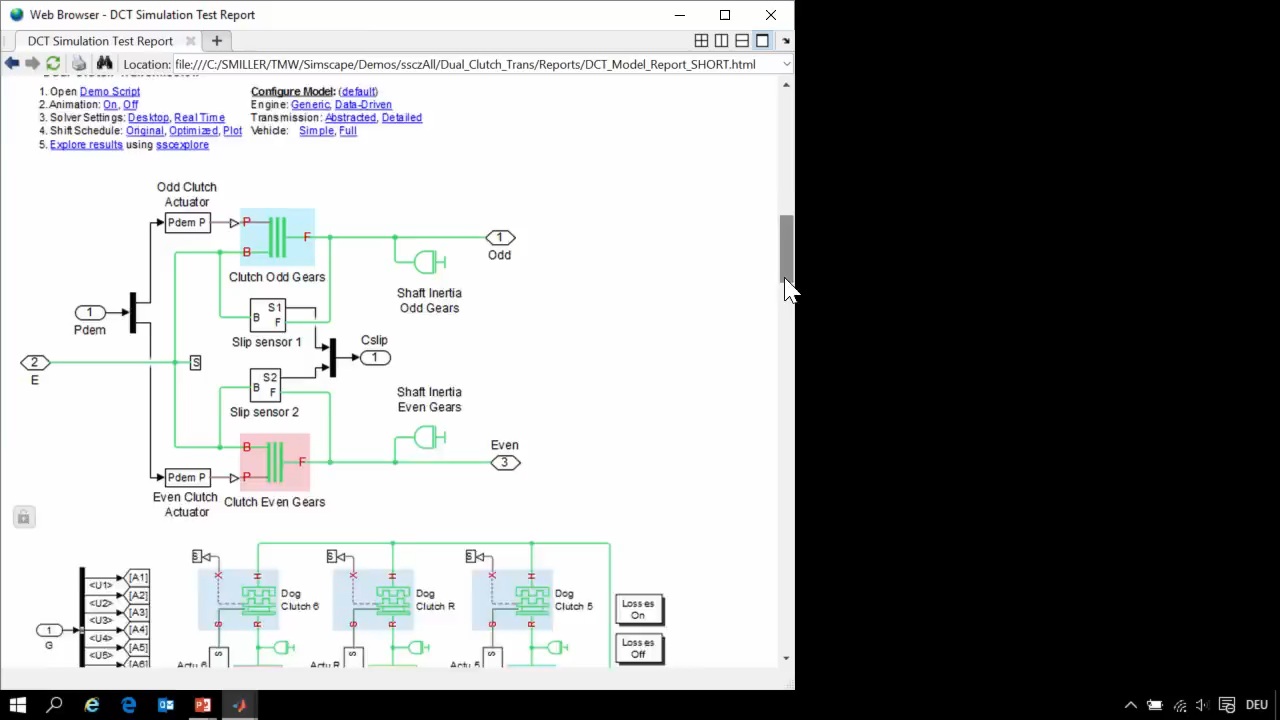 Web Browser - DCT Simulation Test Report
DCT Simulation Test Report
Location: file:///C:/SMILLER/TMW/Simscape/Demos/ssczAll/Dual_Clutch_Trans/Reports/DCT_Model_Report_SHORT.html
1. Open Demo Script
2. Animation: On, Off
3. Solver Settings: Desktop, Real Time
4. Shift Schedule: Original, Optimized, Plot
5. Explore results using sscexplore
Configure Model: (default)
Engine: Generic, Data-Driven
Transmission: Abstracted, Detailed
Vehicle: Simple, Full
Odd Clutch
Actuator
Pdem P
P
F
B
Clutch Odd Gears
1
Odd
Shaft Inertia
Odd Gears
1
Pdem
B
S1
F
Slip sensor 1
Cslip
1
2
E
S
B
S2
F
Slip sensor 2
Shaft Inertia
Even Gears
B
F
P
Even
3
Pdem P
Even Clutch
Actuator
Clutch Even Gears
1
G
<U1>
<U2>
<U3>
<U4>
<U5>
[A1]
[A2]
[A3]
[A4]
[A5]
[A6]
S
S
S
X
H
X
H
X
H
Dog
Clutch 6
Dog
Clutch R
Dog
Clutch 5
S
R
S
R
S
R
S
S
S
Losses
On
Losses
Off
DEU